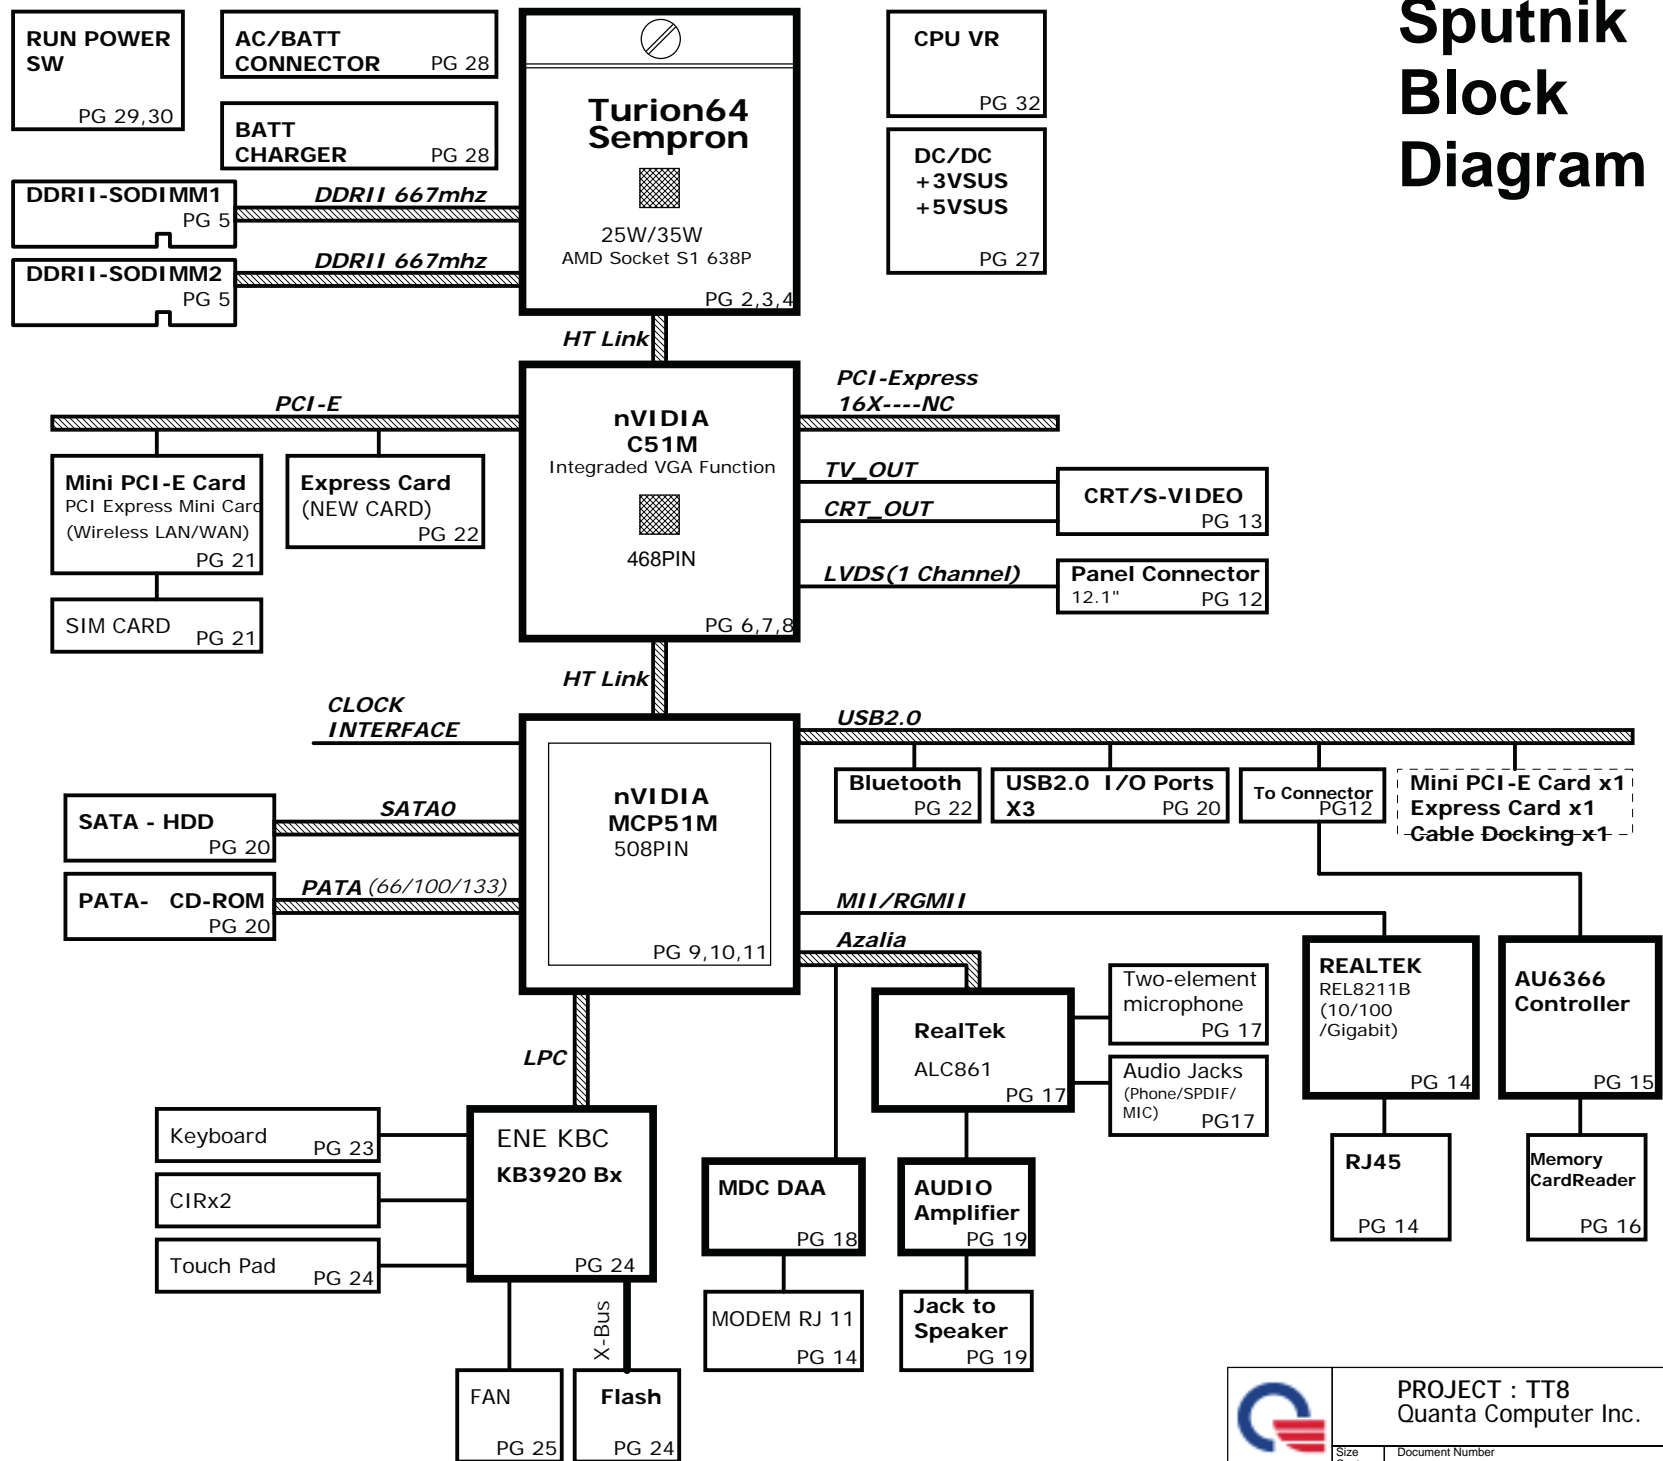 Sputnik
Block
Diagram
RUN POWER
SW
PG 29,30
AC/BATT
CONNECTOR PG 28
BATT
CHARGER PG 28
Turion64
Sempron
25W/35W
AMD Socket S1 638P
PG 2,3,4
CPU VR
PG 32
DC/DC
+3VSUS
+5VSUS
PG 27
DDRII-SODIMM1
PG 5
DDRII 667mhz
DDRII-SODIMM2
PG 5
DDRII 667mhz
HT Link
PCI-E
nVIDIA
C51M
Integraded VGA Function
468PIN
PG 6,7,8
PCI-Express
16X----NC
TV_OUT
CRT_OUT
CRT/S-VIDEO
PG 13
LVDS(1 Channel)
Panel Connector
12.1" PG 12
Mini PCI-E Card
PCI Express Mini Card
(Wireless LAN/WAN)
PG 21
Express Card
(NEW CARD)
PG 22
SIM CARD PG 21
HT Link
CLOCK
INTERFACE
nVIDIA
MCP51M
508PIN
PG 9,10,11
USB2.0
Bluetooth
PG 22
USB2.0 I/O Ports
X3 PG 20
To Connector
PG12
Mini PCI-E Card x1
Express Card x1
Cable Docking x1
SATA - HDD
PG 20
SATA0
PATA- CD-ROM
PG 20
PATA (66/100/133)
MII/RGMII
Azalia
RealTek
ALC861
PG 17
Two-element
microphone
PG 17
Audio Jacks
(Phone/SPDIF/
MIC) PG17
REALTEK
REL8211B
(10/100
/Gigabit)
PG 14
AU6366
Controller
PG 15
LPC
Keyboard PG 23
CIRx2
Touch Pad PG 24
ENE KBC
KB3920 Bx
PG 24
MDC DAA
PG 18
AUDIO
Amplifier
PG 19
RJ45
PG 14
Memory
CardReader
PG 16
MODEM RJ 11
PG 14
Jack to
Speaker
PG 19
X-Bus
FAN
PG 25
Flash
PG 24
PROJECT : TT8
Quanta Computer Inc.
Size
Document Number